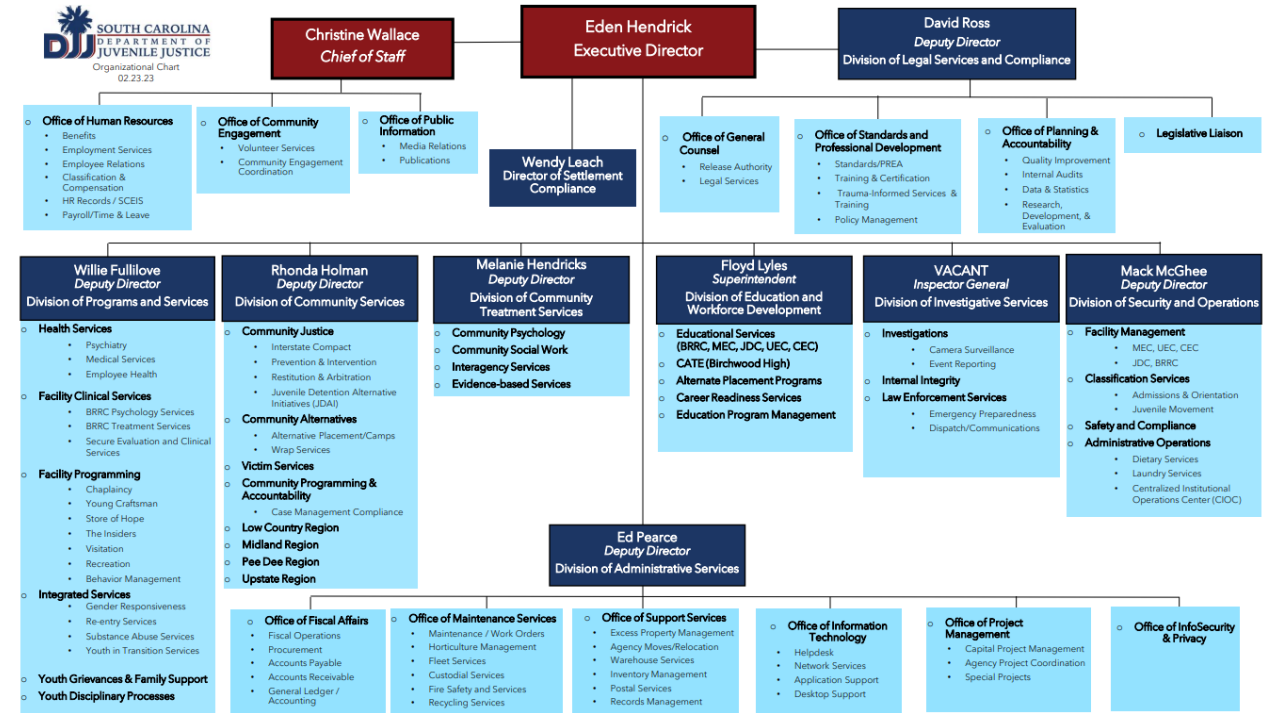 SOUTH CAROLINA
DEPARTMENT OF
JUVENILE JUSTICE
DJJ
Organizational Chart
02.23.23
Christine Wallace
Chief of Staff
Eden Hendrick
Executive Director
David Ross
Deputy Director
Division of Legal Services and Compliance
o Office of Human Resources
• Benefits
• Employment Services
• Employee Relations
• Classification &
Compensation
• HR Records / SCEIS
• Payroll/Time & Leave
o Office of Community
Engagement
• Volunteer Services
• Community Engagement
Coordination
o Office of Public
Information
• Media Relations
• Publications
Wendy Leach
Director of Settlement
Compliance
o Office of General
Counsel
• Release Authority
• Legal Services
o Office of Standards and
Professional Development
• Standards/PREA
• Training & Certification
• Trauma-Informed Services &
Training
• Policy Management
o Office of Planning &
Accountability
• Quality Improvement
• Internal Audits
• Data & Statistics
• Research,
Development, &
Evaluation
o Legislative Liaison
Willie Fullilove
Deputy Director
Division of Programs and Services
o Health Services
• Psychiatry
• Medical Services
• Employee Health
o Facility Clinical Services
• BRRC Psychology Services
• BRRC Treatment Services
• Secure Evaluation and Clinical
Services
o Facility Programming
• Chaplaincy
• Young Craftsman
• Store of Hope
• The Insiders
• Visitation
• Recreation
• Behavior Management
o Integrated Services
• Gender Responsiveness
• Re-entry Services
• Substance Abuse Services
• Youth in Transition Services
o Youth Grievances & Family Support
o Youth Disciplinary Processes
Rhonda Holman
Deputy Director
Division of Community Services
o Community Justice
• Interstate Compact
• Prevention & Intervention
• Restitution & Arbitration
• Juvenile Detention Alternative
Initiatives (JDAI)
o Community Alternatives
• Alternative Placement/Camps
• Wrap Services
o Victim Services
o Community Programming &
Accountability
• Case Management Compliance
o Low Country Region
o Midland Region
o Pee Dee Region
o Upstate Region
Melanie Hendricks
Deputy Director
Division of Community
Treatment Services
o Community Psychology
o Community Social Work
o Interagency Services
o Evidence-based Services
Floyd Lyles
Superintendent
Division of Education and
Workforce Development
o Educational Services
(BRRC, MEC, JDC, UEC, CEC)
o CATE (Birchwood High)
o Alternate Placement Programs
o Career Readiness Services
o Education Program Management
VACANT
Inspector General
Division of Investigative Services
o Investigations
• Camera Surveillance
• Event Reporting
o Internal Integrity
o Law Enforcement Services
• Emergency Preparedness
• Dispatch/Communications
Mack McGhee
Deputy Director
Division of Security and Operations
o Facility Management
• MEC, UEC, CEC
• JDC, BRRC
o Classification Services
• Admissions & Orientation
• Juvenile Movement
o Safety and Compliance
o Administrative Operations
• Dietary Services
• Laundry Services
• Centralized Institutional
Operations Center (CIOC)
Ed Pearce
Deputy Director
Division of Administrative Services
o Office of Fiscal Affairs
• Fiscal Operations
• Procurement
• Accounts Payable
• Accounts Receivable
• General Ledger /
Accounting
o Office of Maintenance Services
• Maintenance / Work Orders
• Horticulture Management
• Fleet Services
• Custodial Services
• Fire Safety and Services
• Recycling Services
o Office of Support Services
• Excess Property Management
• Agency Moves/Relocation
• Warehouse Services
• Inventory Management
• Postal Services
• Records Management
o Office of Information
Technology
• Helpdesk
• Network Services
• Application Support
• Desktop Support
o Office of Project
Management
• Capital Project Management
• Agency Project Coordination
• Special Projects
o Office of InfoSecurity
& Privacy